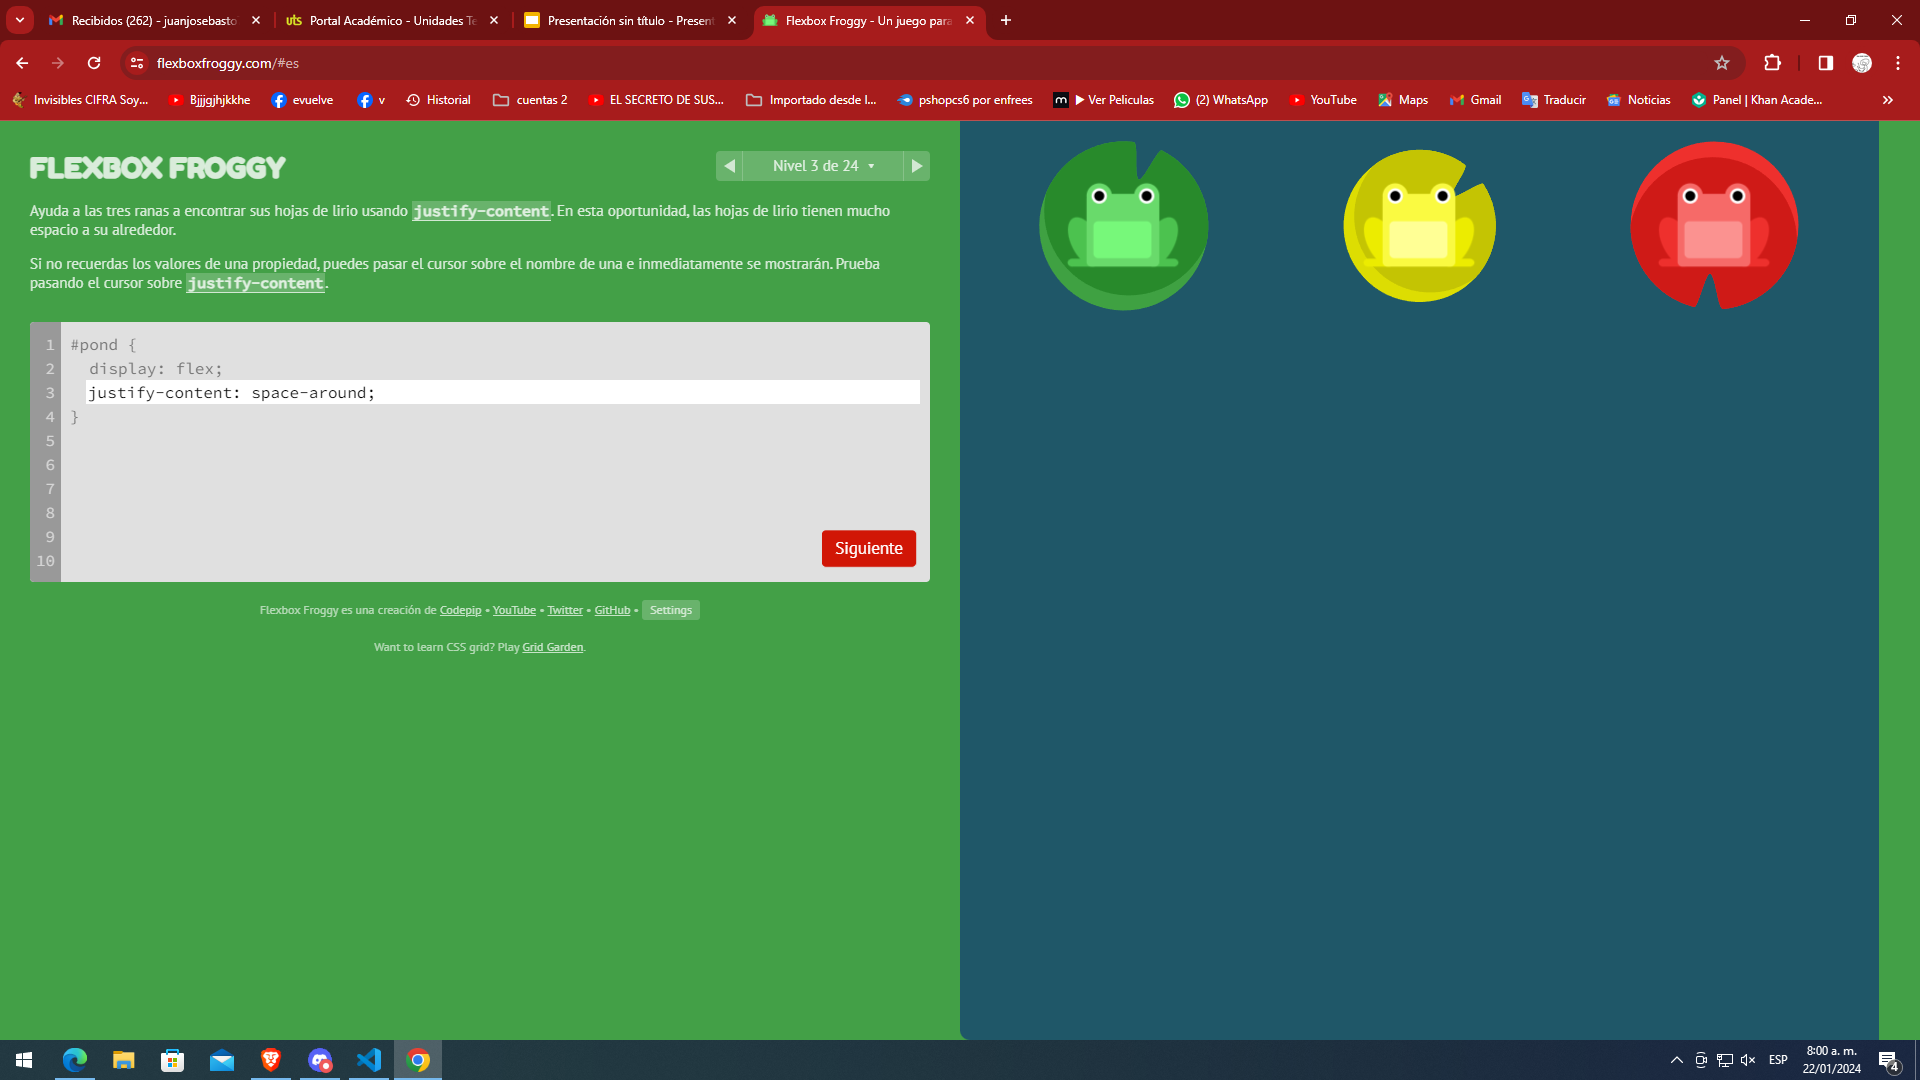 Recibidos (262) - juanjosebasto
Portal Académico - Unidades Te
Presentación sin título - Present
Flexbox Froggy - Un juego para
flexboxfroggy.com/#es
Invisibles CIFRA Soy...
Bjjjgjhjkkhe
evuelve
v
Historial
cuentas 2
EL SECRETO DE SUS...
Importado desde l...
pshopcs6 por enfrees
m ▶ Ver Peliculas
(2) WhatsApp
YouTube
Maps
Gmail
Traducir
Noticias
Panel | Khan Acade...
»
FLEXBOX FROGGY
Nivel 3 de 24
Ayuda a las tres ranas a encontrar sus hojas de lirio usando justify-content. En esta oportunidad, las hojas de lirio tienen mucho
espacio a su alrededor.
Si no recuerdas los valores de una propiedad, puedes pasar el cursor sobre el nombre de una e inmediatamente se mostrarán. Prueba
pasando el cursor sobre justify-content.
1 #pond {
2 display: flex;
3 justify-content: space-around;
4 }
5
6
7
8
9
10
Siguiente
Flexbox Froggy es una creación de Codepip • YouTube • Twitter • GitHub • Settings
Want to learn CSS grid? Play Grid Garden.
ESP
8:00 a. m.
22/01/2024
4